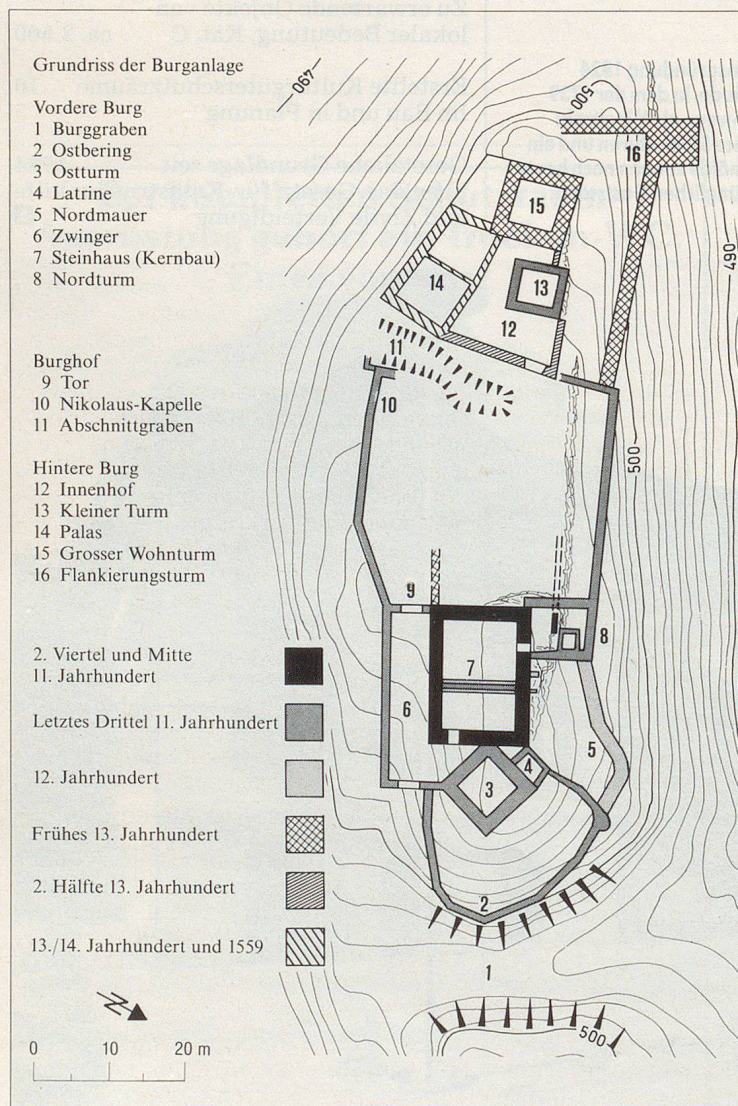 Grundriss der Burganlage
Vordere Burg
1 Burggraben
2 Ostbering
3 Ostturm
4 Latrine
5 Nordmauer
6 Zwinger
7 Steinhaus (Kernbau)
8 Nordturm
Burghof
9 Tor
10 Nikolaus-Kapelle
11 Abschnittgraben
Hintere Burg
12 Innenhof
13 Kleiner Turm
14 Palas
15 Grosser Wohnturm
16 Flankierungsturm
2. Viertel und Mitte
11. Jahrhundert
Letztes Drittel 11. Jahrhundert
12. Jahrhundert
Frühes 13. Jahrhundert
2. Hälfte 13. Jahrhundert
13./14. Jahrhundert und 1559
N
0 10 20 m
490
500
16
490
15
14
13
12
11
10
500
9
8
7
6
5
4
3
2
1
500